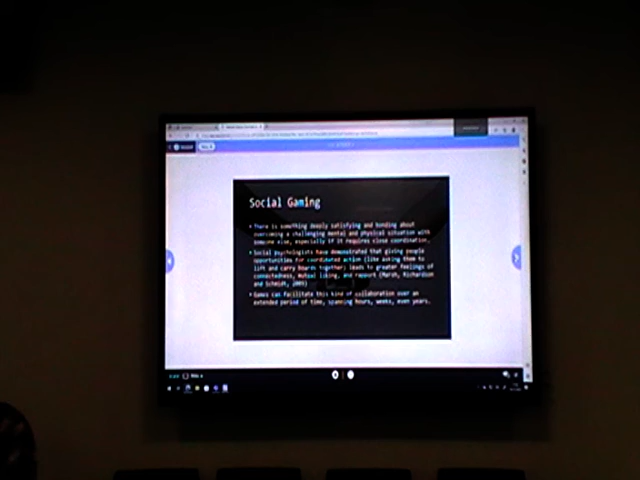 Social Gaming
• There is something deeply satisfying and bonding about
overcoming a challenging mental and physical situation with
someone else, especially if it requires close coordination.
• Social psychologists have demonstrated that giving people
opportunities for coordinated action (like asking them to
lift and carry boards together) leads to greater feelings of
connectedness, mutual liking, and rapport (Marsh, Richardson
and Schmidt, 2009)
• Games can facilitate this kind of collaboration over an
extended period of time, spanning hours, weeks, even years.